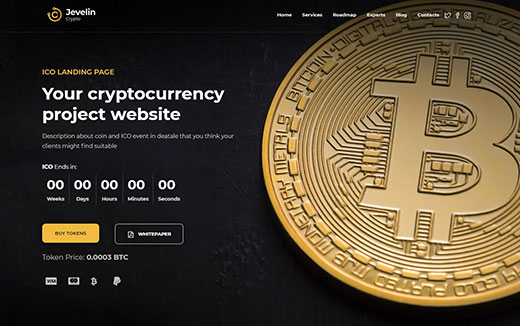 Jevelin
Crypto
Home Services Roadmap Experts Blog Contacts
ICO LANDING PAGE
Your cryptocurrency
project website
Description about coin and ICO event in deatale that you think your
clients might find suitable
ICO Ends in:
00 00 00 00 00
Weeks Days Hours Minutes Seconds
BUY TOKENS WHITEPAPER
Token Price: 0.0003 BTC
VISA
BITCOIN DIGITAL